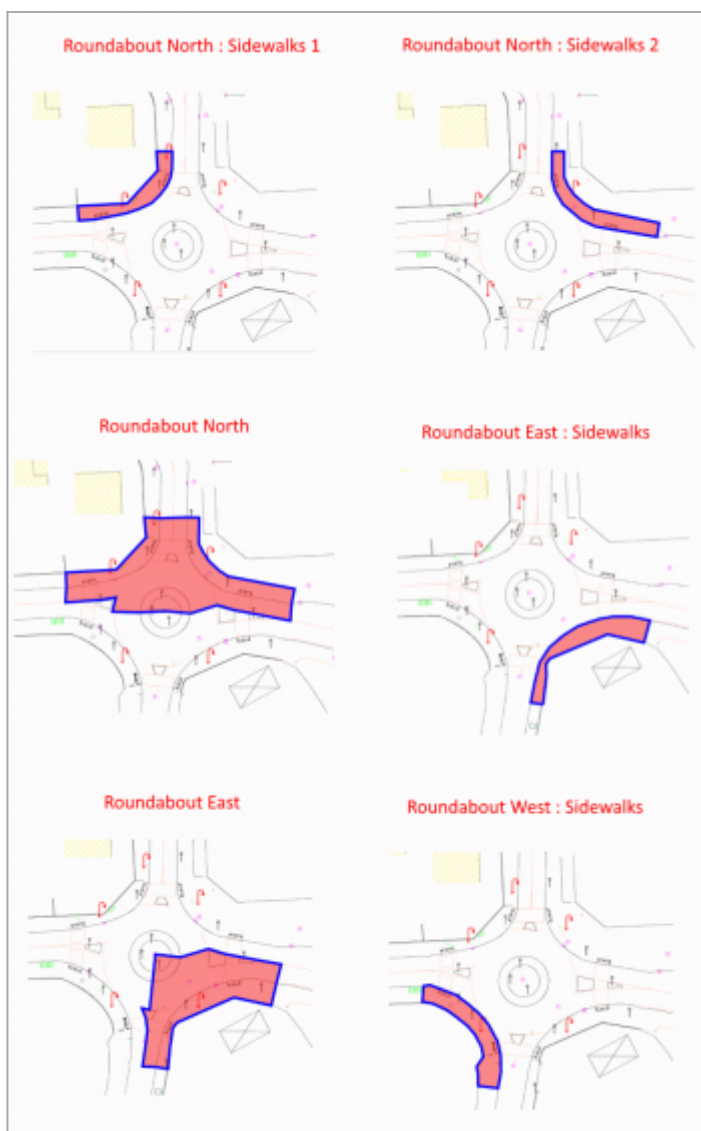 Roundabout North : Sidewalks 1
Roundabout North : Sidewalks 2
Roundabout North
Roundabout East : Sidewalks
Roundabout East
Roundabout West : Sidewalks